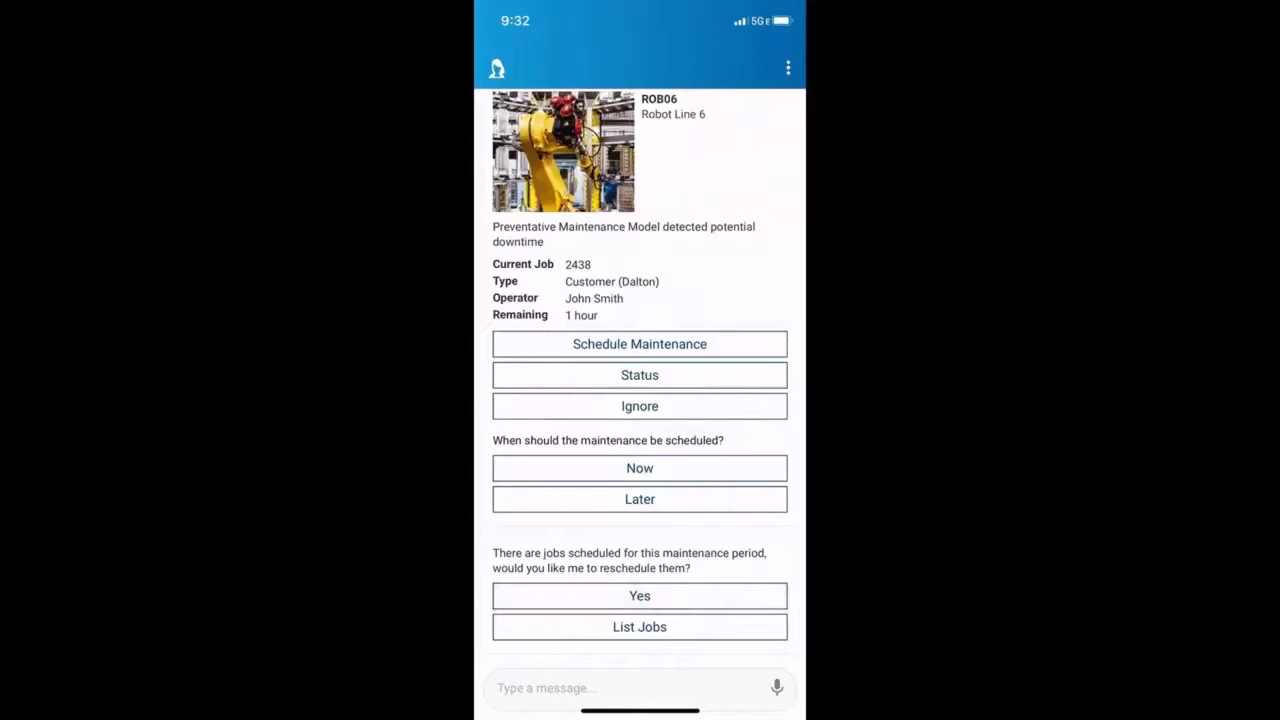 9:32
5GE
ROB06
Robot Line 6
Preventative Maintenance Model detected potential
downtime
Current Job 2438
Type Customer (Dalton)
Operator John Smith
Remaining 1 hour
Schedule Maintenance
Status
Ignore
When should the maintenance be scheduled?
Now
Later
There are jobs scheduled for this maintenance period,
would you like me to reschedule them?
Yes
List Jobs
Type a message...